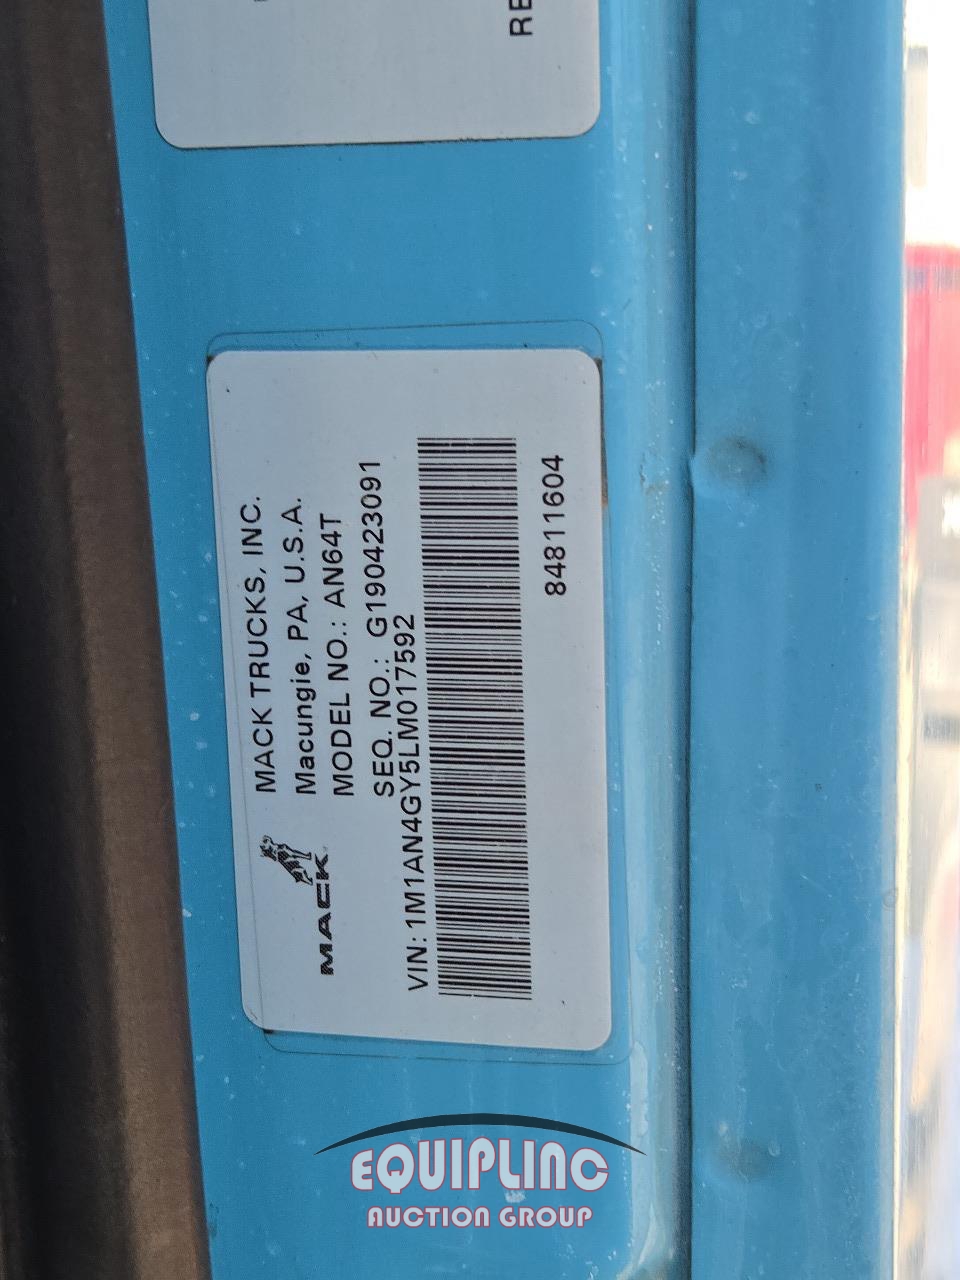 RE
MACK TRUCKS, INC.
Macungie, PA, U.S.A.
MODEL NO.: AN64T
SEQ. NO.: G190423091
MACK
VIN: 1M1AN4GY5LM017592
84811604
EQUIPLINC
AUCTION GROUP